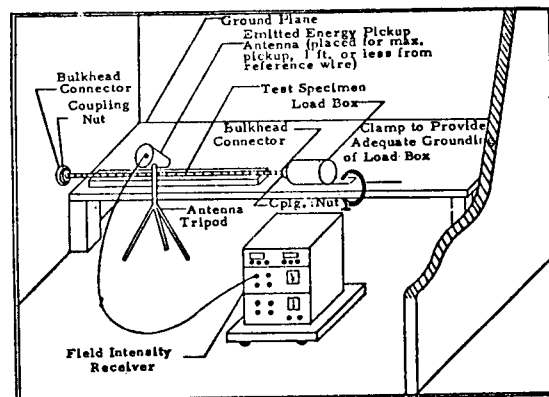 Ground Plane
Emitted Energy Pickup
Antenna (placed for max.
pickup, 1 ft. or less from
reference wire)
Bulkhead
Connector
Coupling
Nut
Test Specimen
Load Box
Bulkhead
Connector
Clamp to Provide
Adequate Grounding
of Load Box
Antenna
Tripod
Cplg. Nut
Field Intensity
Receiver